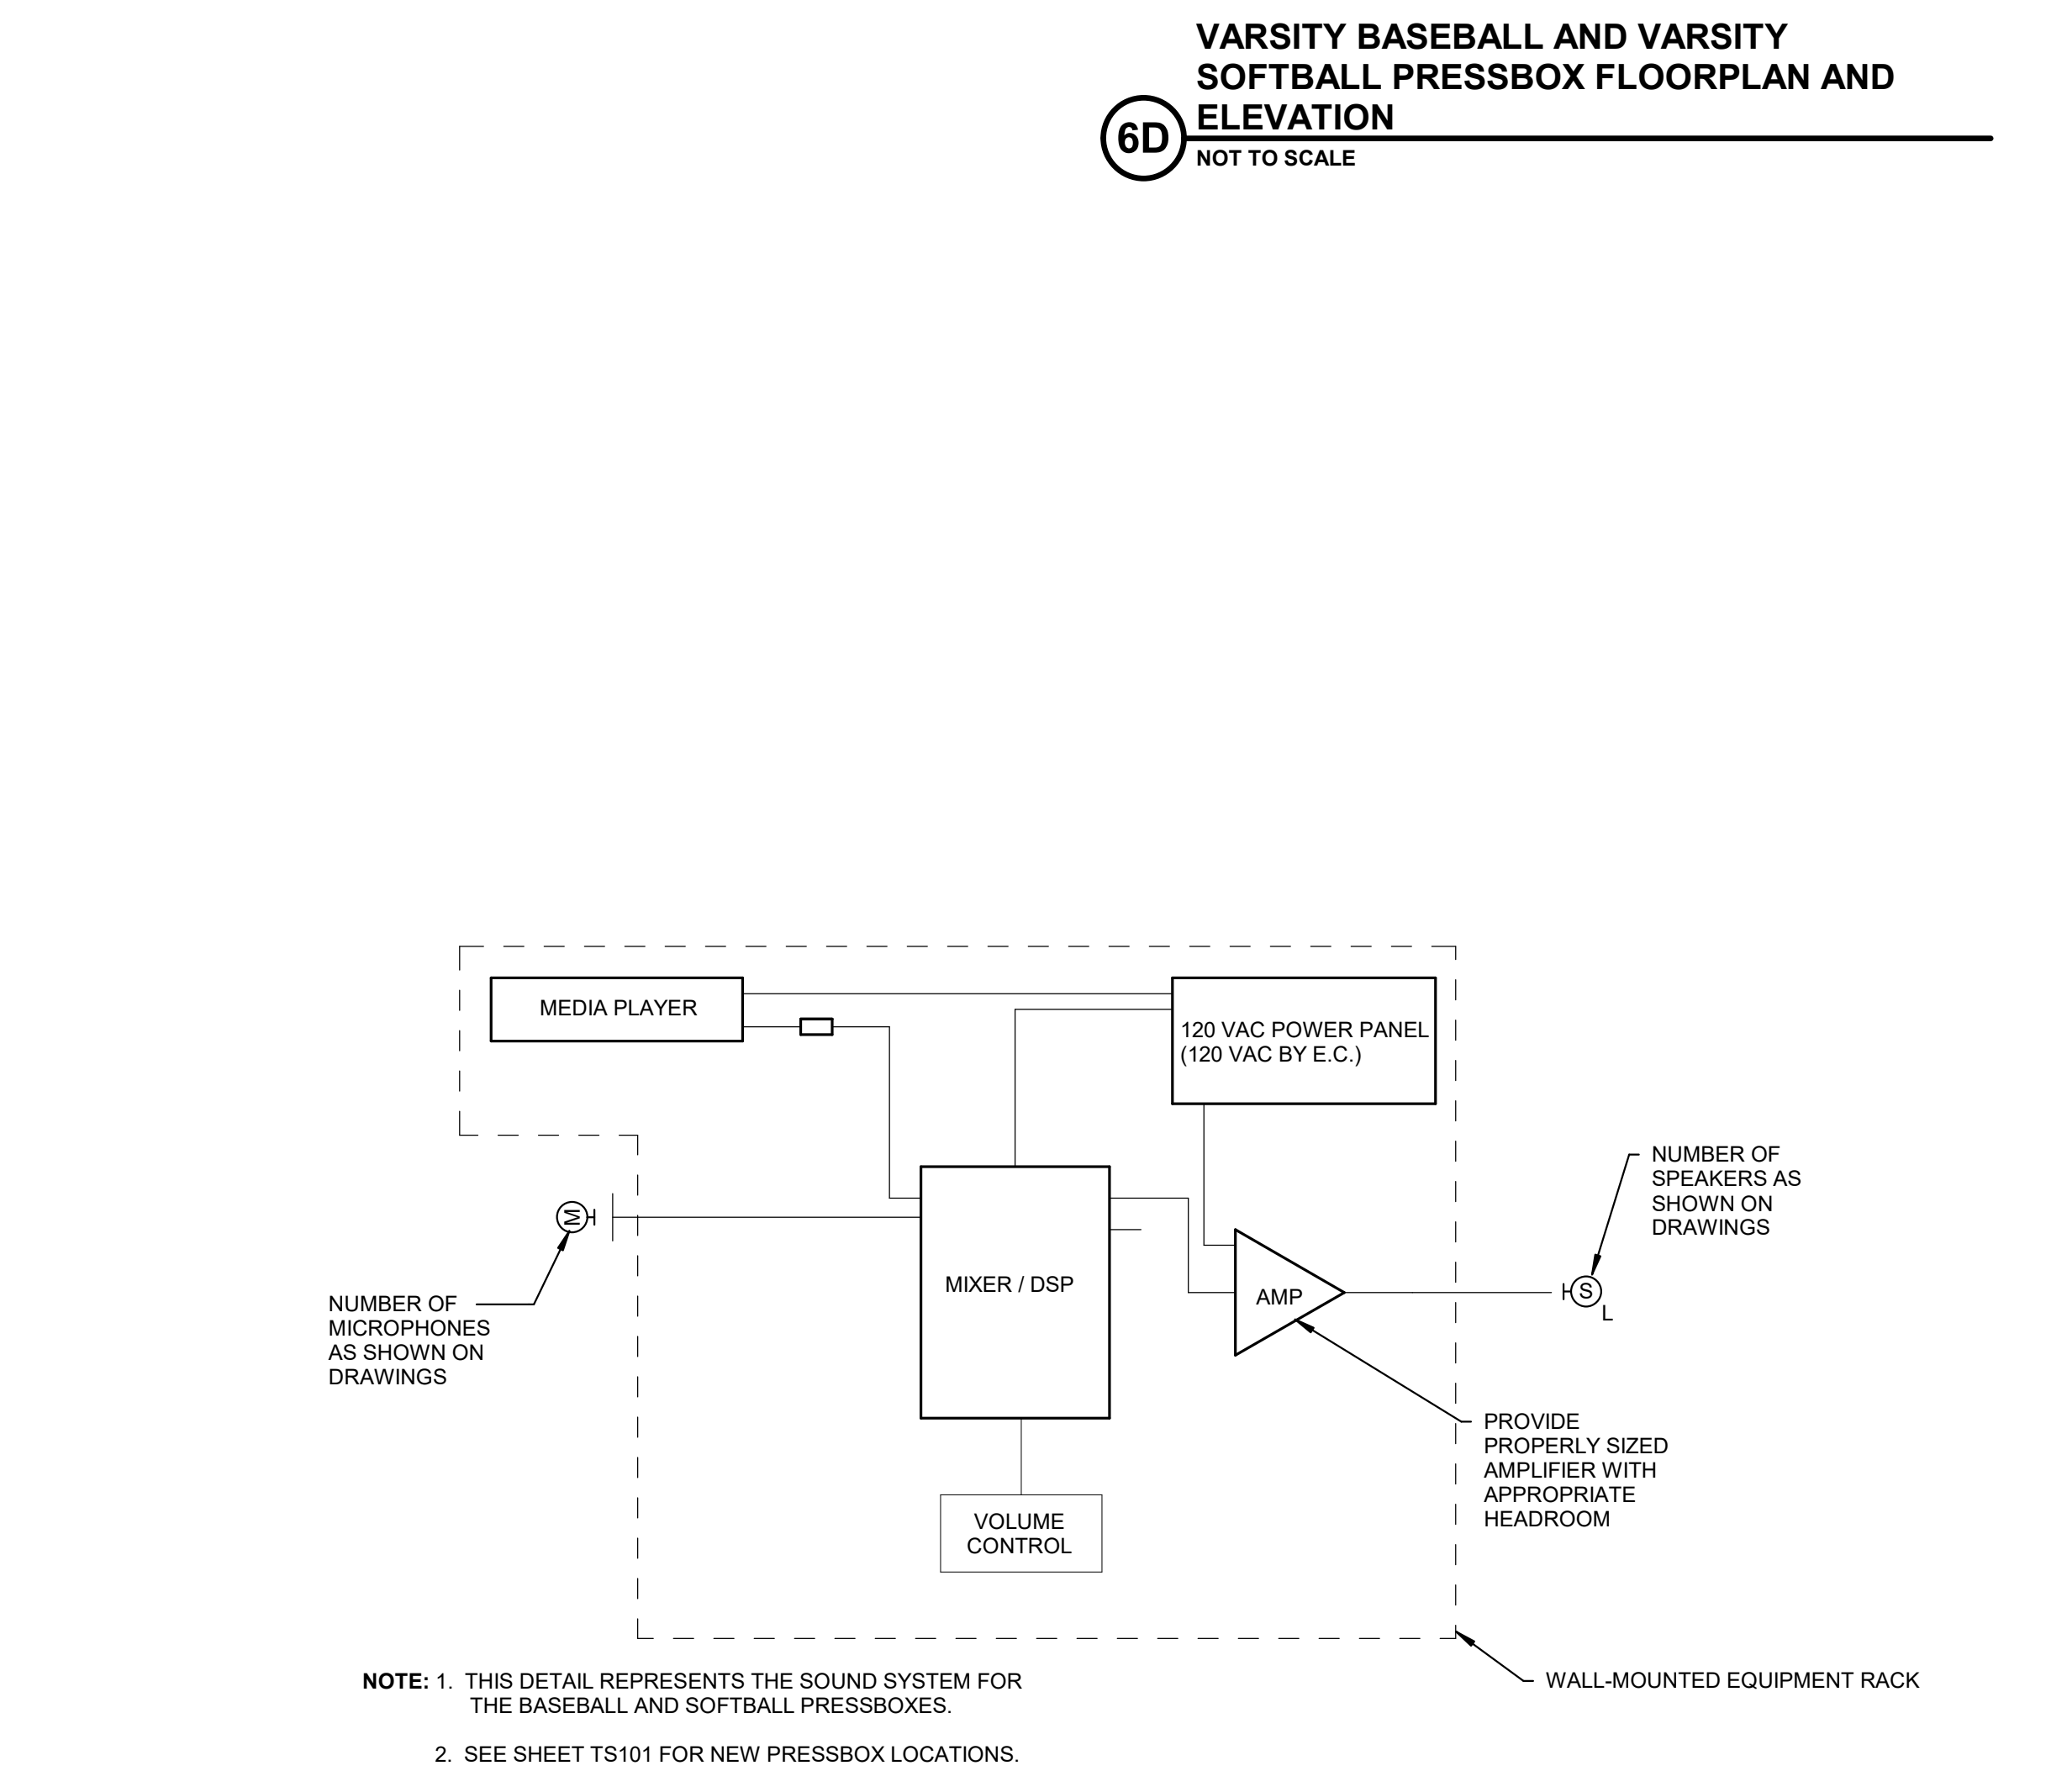 VARSITY BASEBALL AND VARSITY
SOFTBALL PRESSBOX FLOORPLAN AND
ELEVATION
6D
NOT TO SCALE
MEDIA PLAYER
120 VAC POWER PANEL
(120 VAC BY E.C.)
NUMBER OF
SPEAKERS AS
SHOWN ON
DRAWINGS
M
MIXER / DSP
AMP
S
L
NUMBER OF
MICROPHONES
AS SHOWN ON
DRAWINGS
PROVIDE
PROPERLY SIZED
AMPLIFIER WITH
APPROPRIATE
HEADROOM
VOLUME
CONTROL
WALL-MOUNTED EQUIPMENT RACK
NOTE: 1. THIS DETAIL REPRESENTS THE SOUND SYSTEM FOR
THE BASEBALL AND SOFTBALL PRESSBOXES.
2. SEE SHEET TS101 FOR NEW PRESSBOX LOCATIONS.